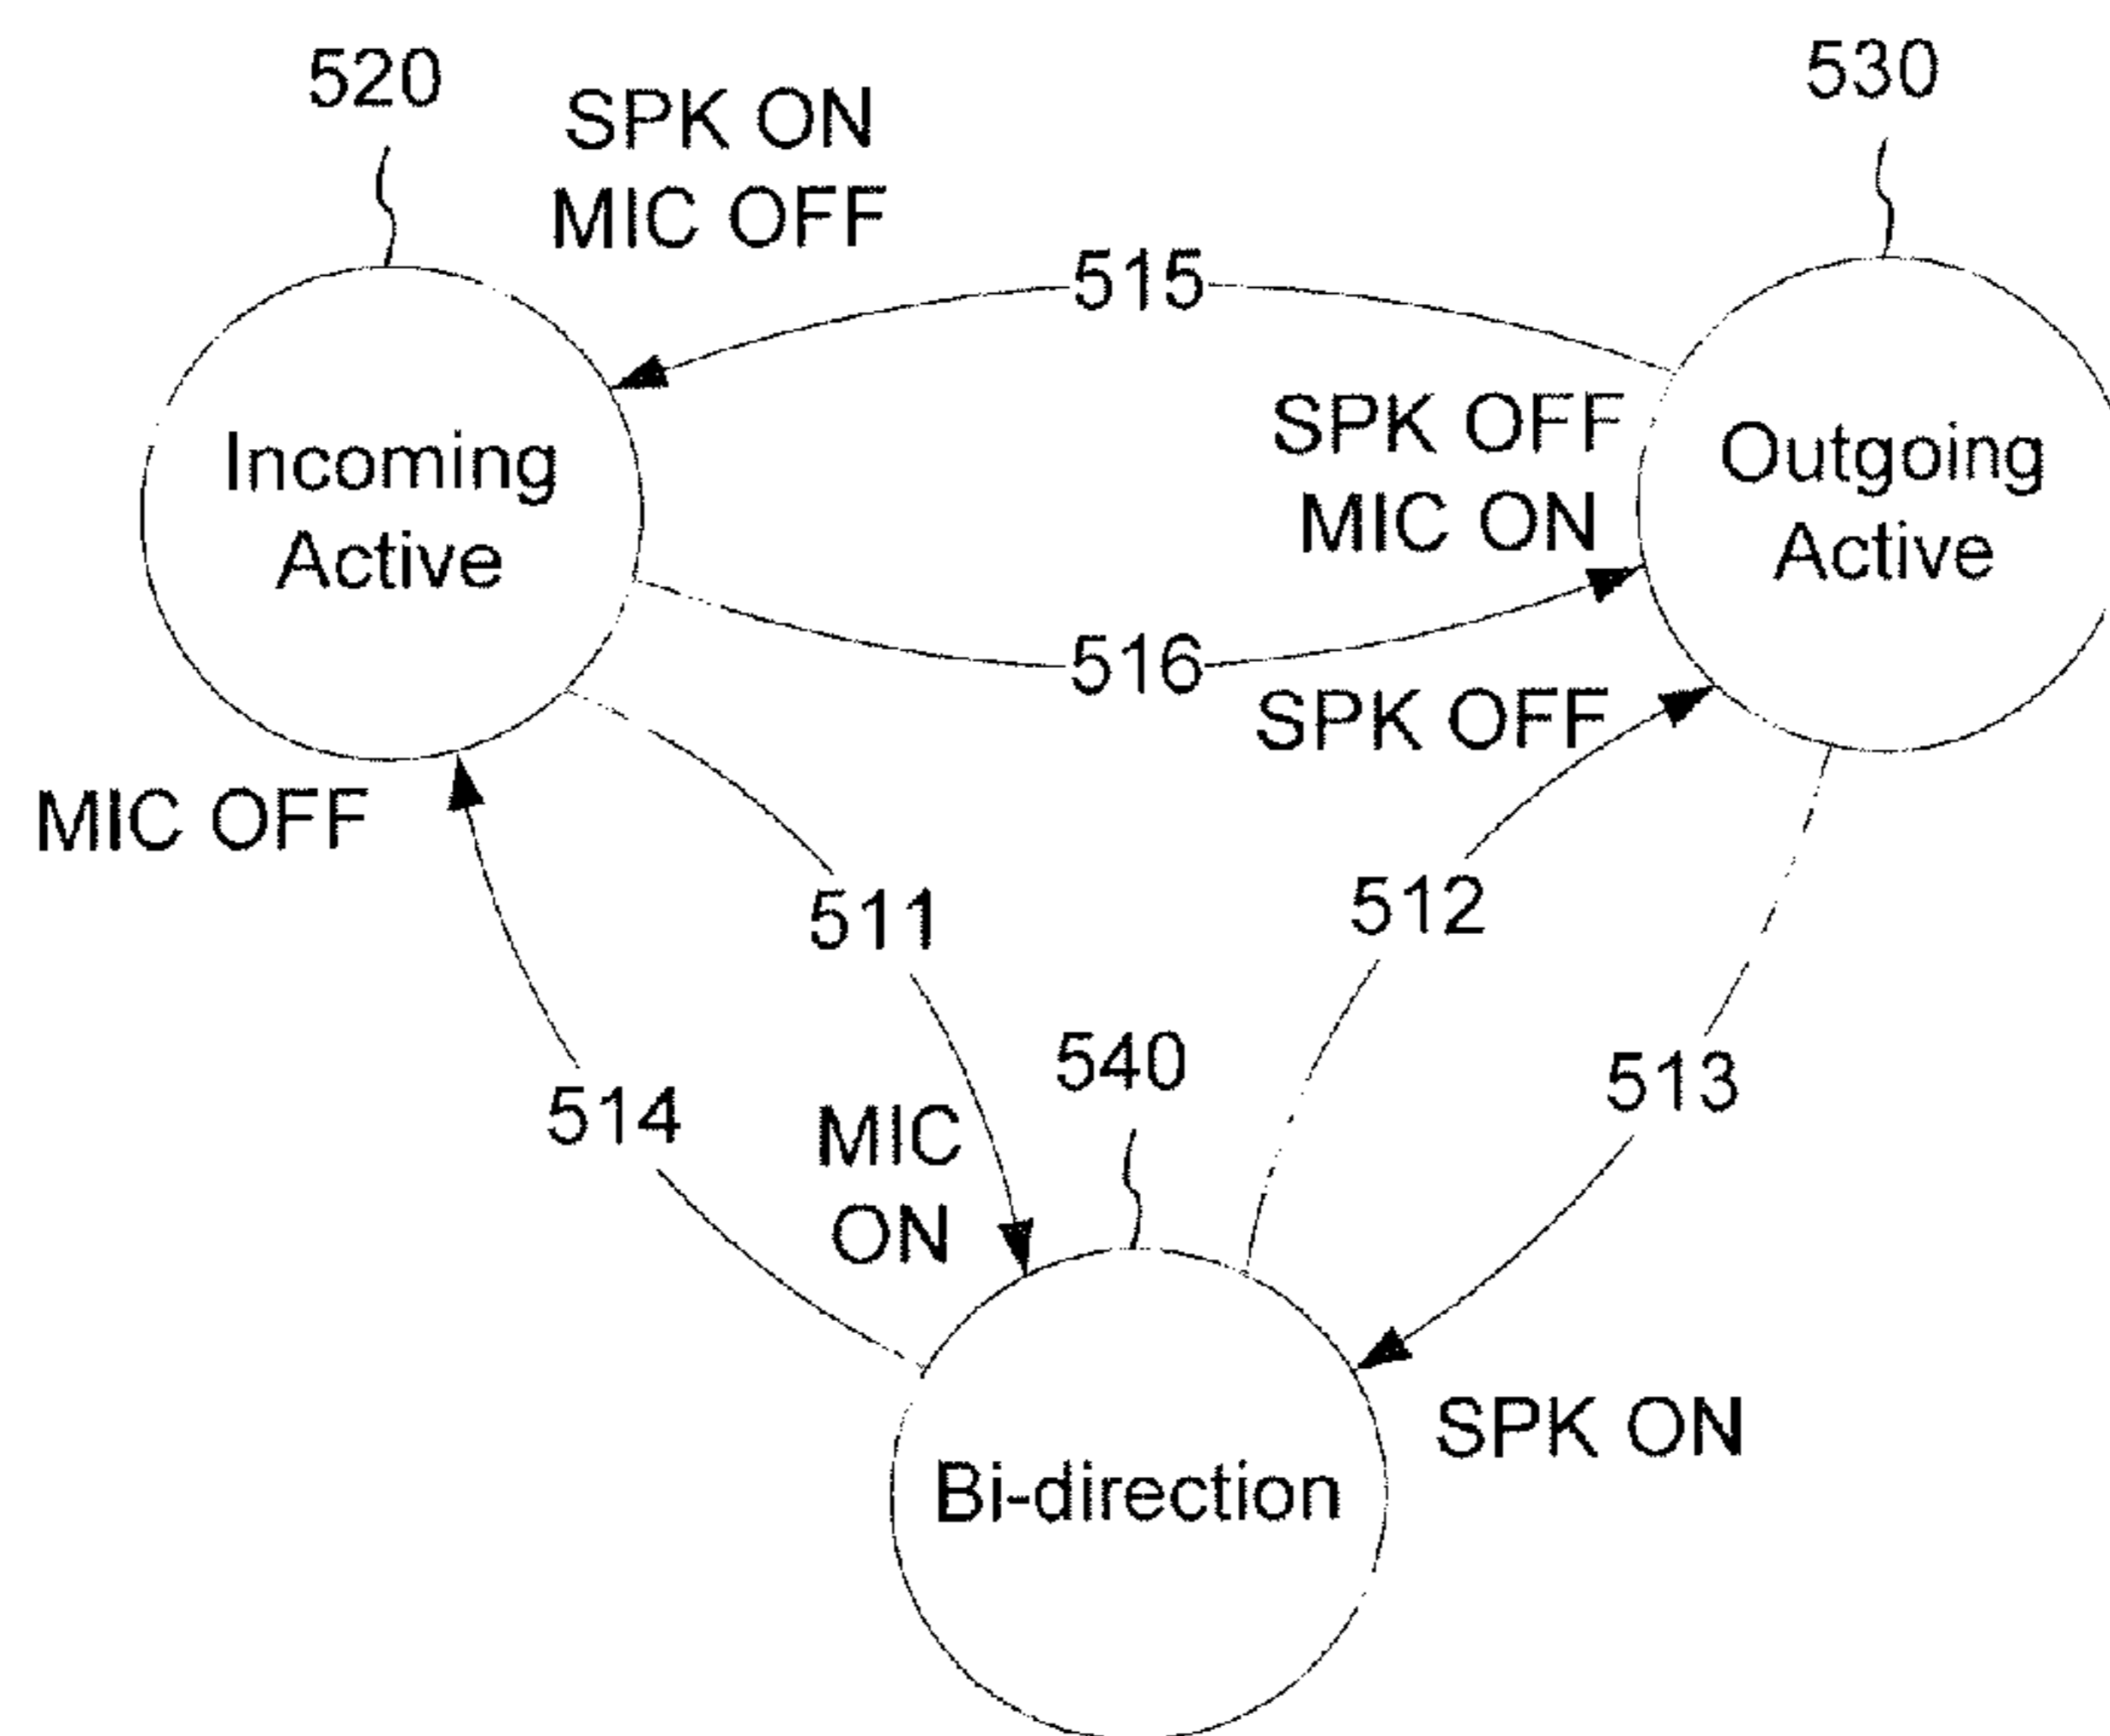 520
530
SPK ON
MIC OFF
515
SPK OFF
MIC ON
Incoming
Active
Outgoing
Active
516
SPK OFF
MIC OFF
511
512
540
513
514
MIC
ON
SPK ON
Bi-direction